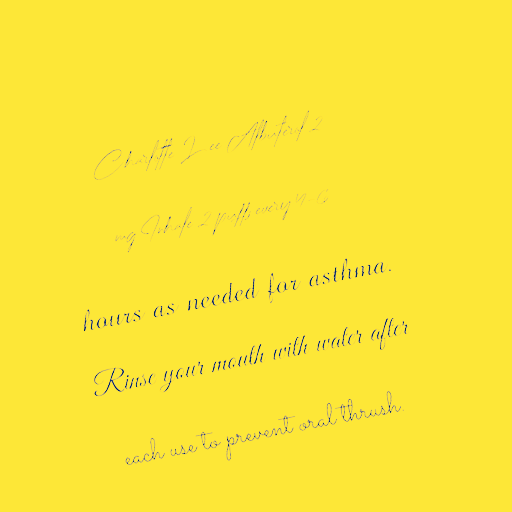 Charlotte Lee Albuterol 2
mg Inhale 2 puffs every 4-6
hours as needed for asthma.
Rinse your mouth with water after
each use to prevent oral thrush.